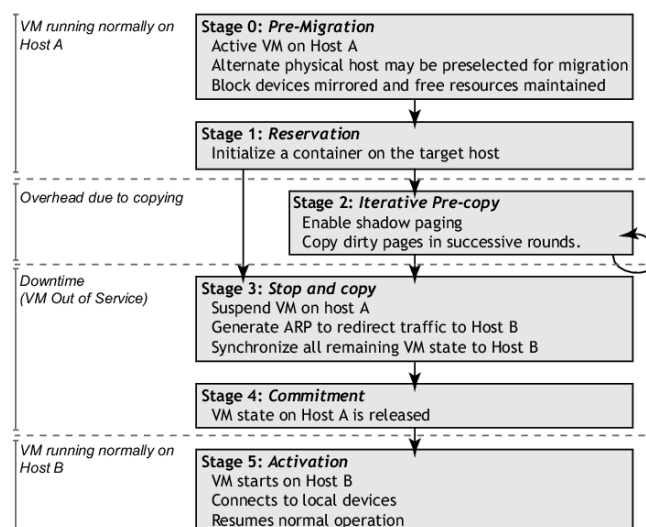 VM running normally on
Host A
Stage 0: Pre-Migration
Active VM on Host A
Alternate physical host may be preselected for migration
Block devices mirrored and free resources maintained
Stage 1: Reservation
Initialize a container on the target host
Overhead due to copying
Stage 2: Iterative Pre-copy
Enable shadow paging
Copy dirty pages in successive rounds.
Downtime
(VM Out of Service)
Stage 3: Stop and copy
Suspend VM on host A
Generate ARP to redirect traffic to Host B
Synchronize all remaining VM state to Host B
Stage 4: Commitment
VM state on Host A is released
VM running normally on
Host B
Stage 5: Activation
VM starts on Host B
Connects to local devices
Resumes normal operation